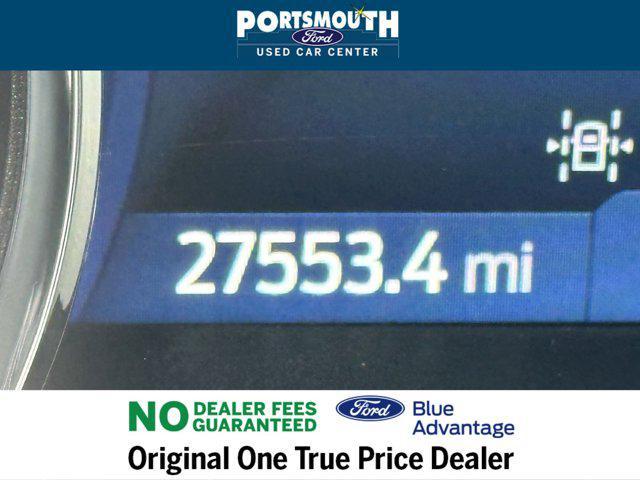 PORTSMOUTH
Ford
USED CAR CENTER
27553.4 mi
NO DEALER FEES
GUARANTEED
Ford Blue
Advantage
Original One True Price Dealer